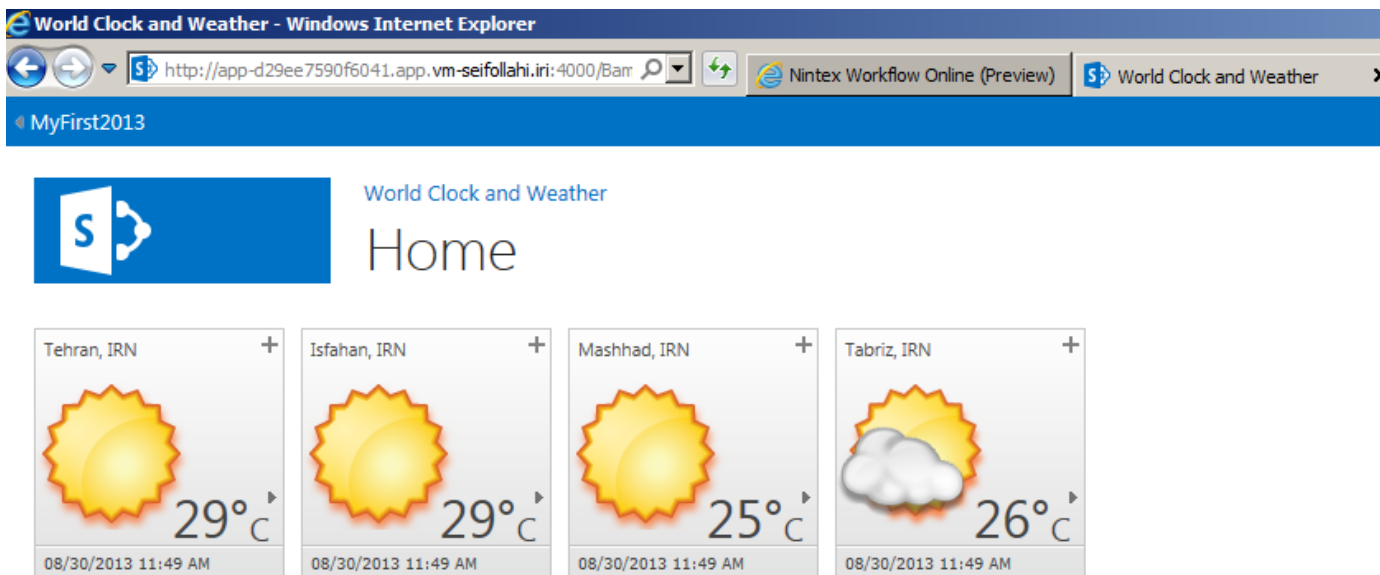 World Clock and Weather - Windows Internet Explorer
http://app-d29ee7590f6041.app.vm-seifollahi.iri:4000/Bam
Nintex Workflow Online (Preview)
World Clock and Weather
MyFirst2013
S
World Clock and Weather
Home
Tehran, IRN
Isfahan, IRN
Mashhad, IRN
Tabriz, IRN
29°C
29°C
25°C
26°C
08/30/2013 11:49 AM
08/30/2013 11:49 AM
08/30/2013 11:49 AM
08/30/2013 11:49 AM